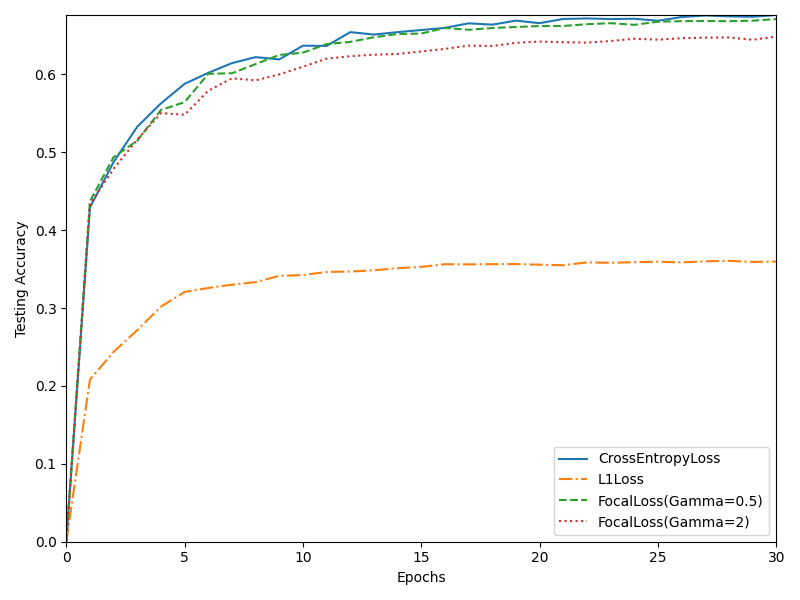 0.6
0.5
0.4
0.3
0.2
0.1
0.0
Testing Accuracy
0
5
10
15
20
25
30
Epochs
CrossEntropyLoss
L1Loss
FocalLoss(Gamma=0.5)
FocalLoss(Gamma=2)